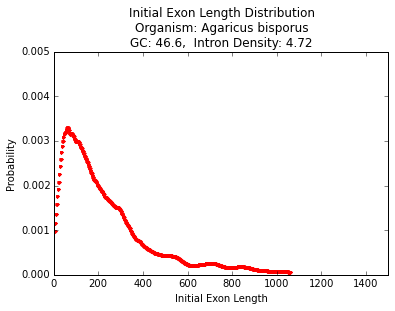 Initial Exon Length Distribution
Organism: Agaricus bisporus
GC: 46.6,  Intron Density: 4.72
0.005
0.004
0.003
0.002
0.001
0.000
Probability
0 200 400 600 800 1000 1200 1400
Initial Exon Length